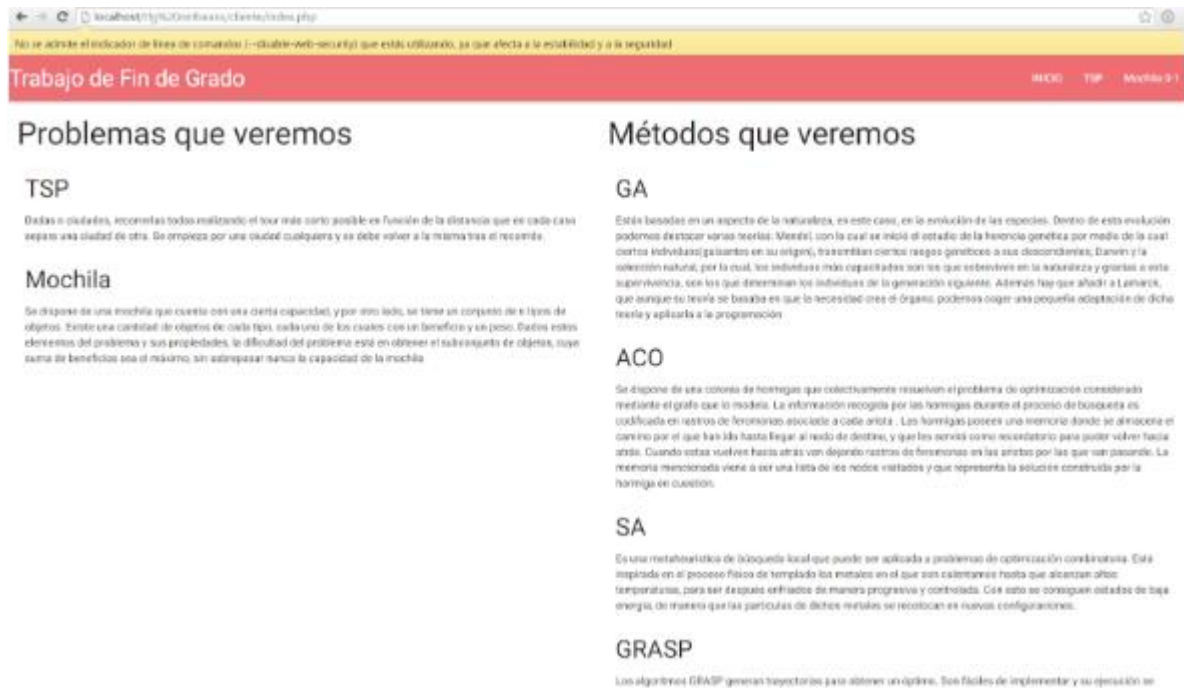 localhost/tfg%20software/cliente/index.php
No se admite el indicador de línea de comandos (--disable-web-security) que estás utilizando, ya que afecta a la estabilidad y a la seguridad
Trabajo de Fin de Grado
INICIO TSP Mochila 0-1
Problemas que veremos
TSP
Dadas n ciudades, recorrerlas todas realizando el tour más corto posible en función de la distancia que en cada caso
separa una ciudad de otra. Se empieza por una ciudad cualquiera y se debe volver a la misma tras el recorrido.
Mochila
Se dispone de una mochila que cuenta con una cierta capacidad, y por otro lado, se tiene un conjunto de n tipos de
objetos. Existe una cantidad de objetos de cada tipo, cada uno de los cuales con un beneficio y un peso. Dados estos
elementos del problema y sus propiedades, la dificultad del problema está en obtener el subconjunto de objetos, cuya
suma de beneficios sea el máximo, sin sobrepasar nunca la capacidad de la mochila
Métodos que veremos
GA
Están basadas en un aspecto de la naturaleza, en este caso, en la evolución de las especies. Dentro de esta evolución
podemos destacar varias teorías: Mendel, con la cual se inició el estudio de la herencia genética por medio de la cual
ciertos individuos(guisantes en su origen), transmitían ciertos rasgos genéticos a sus descendientes; Darwin y la
selección natural, por la cual, los individuos más capacitados son los que sobreviven en la naturaleza y gracias a esta
supervivencia, son los que determinan los individuos de la generación siguiente. Además hay que añadir a Lamarck,
que aunque su teoría se basaba en que la necesidad crea el órgano, podemos coger una pequeña adaptación de dicha
teoría y aplicarla a la programación
ACO
Se dispone de una colonia de hormigas que colectivamente resuelven el problema de optimización considerado
mediante el grafo que lo modela. La información recogida por las hormigas durante el proceso de búsqueda es
codificada en rastros de feromonas asociada a cada arista . Las hormigas poseen una memoria donde se almacena el
camino por el que han ido hasta llegar al nodo de destino, y que les servirá como recordatorio para poder volver hacia
atrás. Cuando estas vuelven hacia atrás van dejando rastros de feromonas en las aristas por las que van pasando. La
memoria mencionada viene a ser una lista de los nodos visitados y que representa la solución construida por la
hormiga en cuestión.
SA
Es una metaheurística de búsqueda local que puede ser aplicada a problemas de optimización combinatoria. Está
inspirada en el proceso físico de templado los metales en el que son calentamos hasta que alcanzan altas
temperaturas, para ser después enfriados de manera progresiva y controlada. Con esto se consiguen estados de baja
energía, de manera que las partículas de dichos metales se recolocan en nuevas configuraciones.
GRASP
Los algoritmos GRASP generan trayectorias para obtener un óptimo. Son fáciles de implementar y su ejecución se